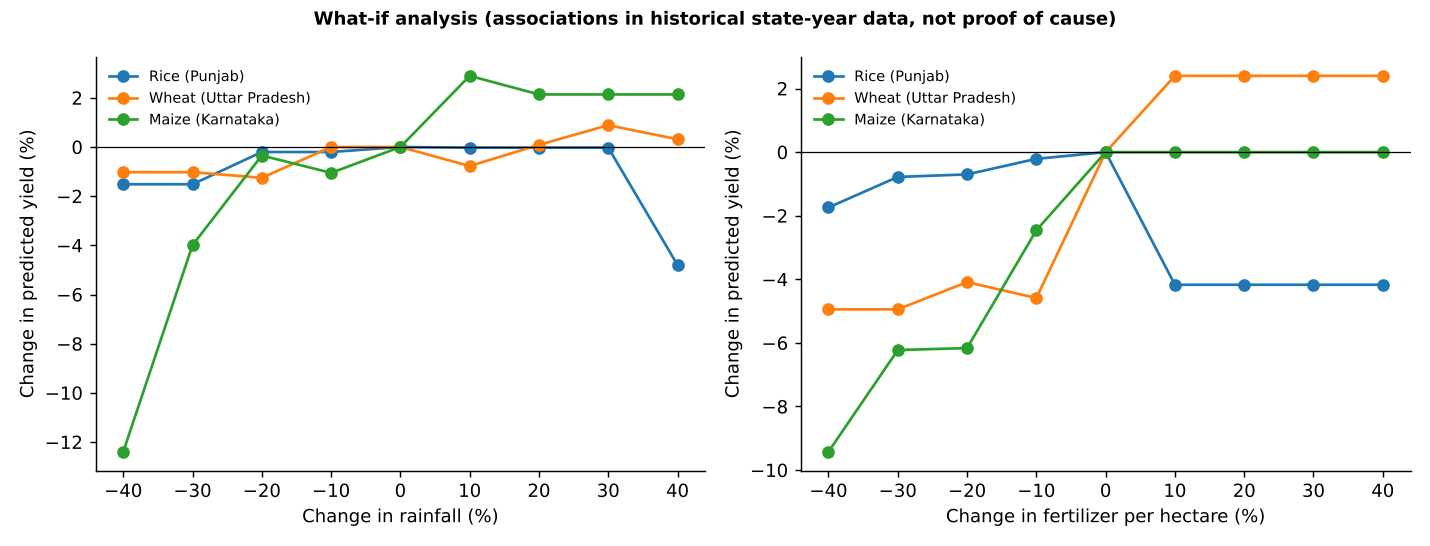 What-if analysis (associations in historical state-year data, not proof of cause)
Rice (Punjab)
Wheat (Uttar Pradesh)
Maize (Karnataka)
2
0
−2
−4
−6
−8
−10
−12
Change in predicted yield (%)
−40 −30 −20 −10 0 10 20 30 40
Change in rainfall (%)
Rice (Punjab)
Wheat (Uttar Pradesh)
Maize (Karnataka)
2
0
−2
−4
−6
−8
−10
Change in predicted yield (%)
−40 −30 −20 −10 0 10 20 30 40
Change in fertilizer per hectare (%)